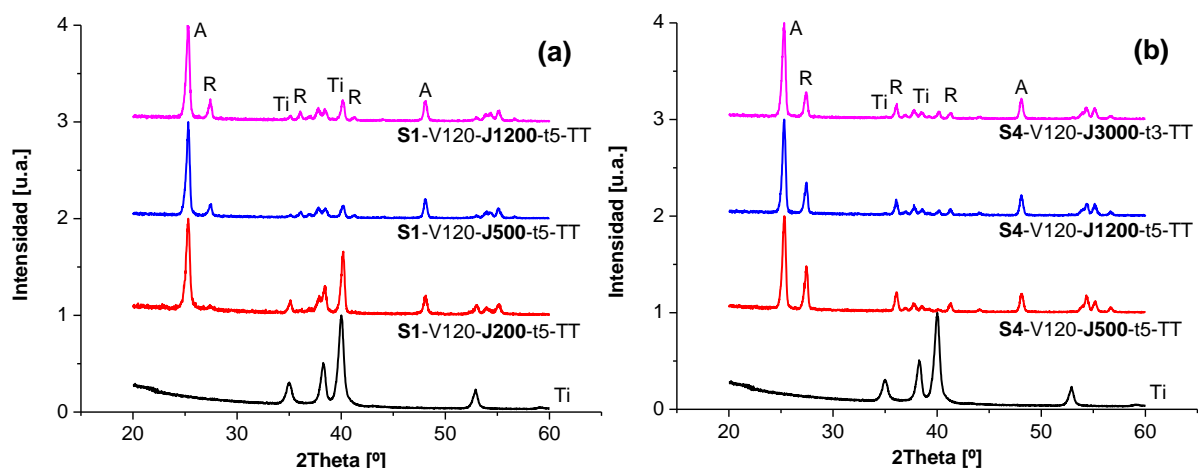 (a)
Intensidad [u.a.]
4
3
2
1
0
A
R
Ti
R
Ti
R
A
S1-V120-J1200-t5-TT
S1-V120-J500-t5-TT
S1-V120-J200-t5-TT
Ti
20 30 40 50 60
2Theta [º]
(b)
Intensidad [u.a.]
4
3
2
1
0
A
R
Ti
R
Ti
R
A
S4-V120-J3000-t3-TT
S4-V120-J1200-t5-TT
S4-V120-J500-t5-TT
Ti
20 30 40 50 60
2Theta [º]